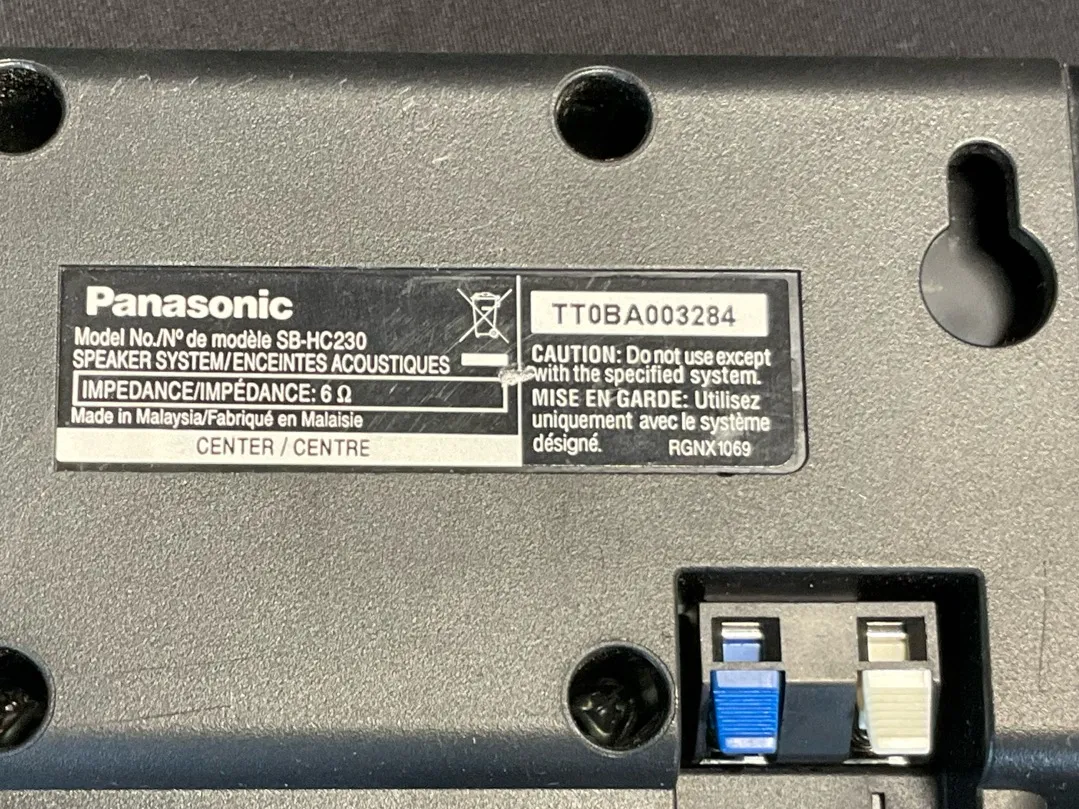 Panasonic
Model No./Nº de modèle SB-HC230
SPEAKER SYSTEM/ENCEINTES ACOUSTIQUES
IMPEDANCE/IMPÉDANCE: 6 Ω
Made in Malaysia/Fabriqué en Malaisie
CENTER / CENTRE
TT0BA003284
CAUTION: Do not use except
with the specified system.
MISE EN GARDE: Utilisez
uniquement avec le système
désigné.
RGNX1069